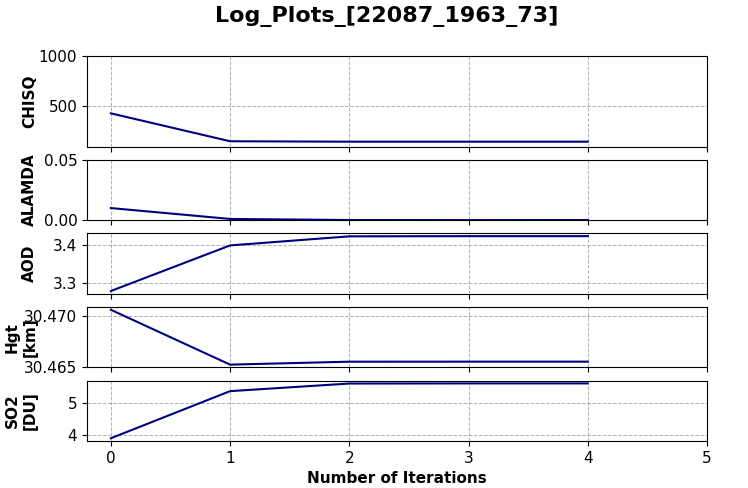 Log_Plots_[22087_1963_73]
1000
500
CHISQ
0.05
0.00
ALAMDA
3.4
3.3
AOD
30.470
30.465
Hgt
[km]
5
4
SO2
[DU]
0 1 2 3 4 5
Number of Iterations